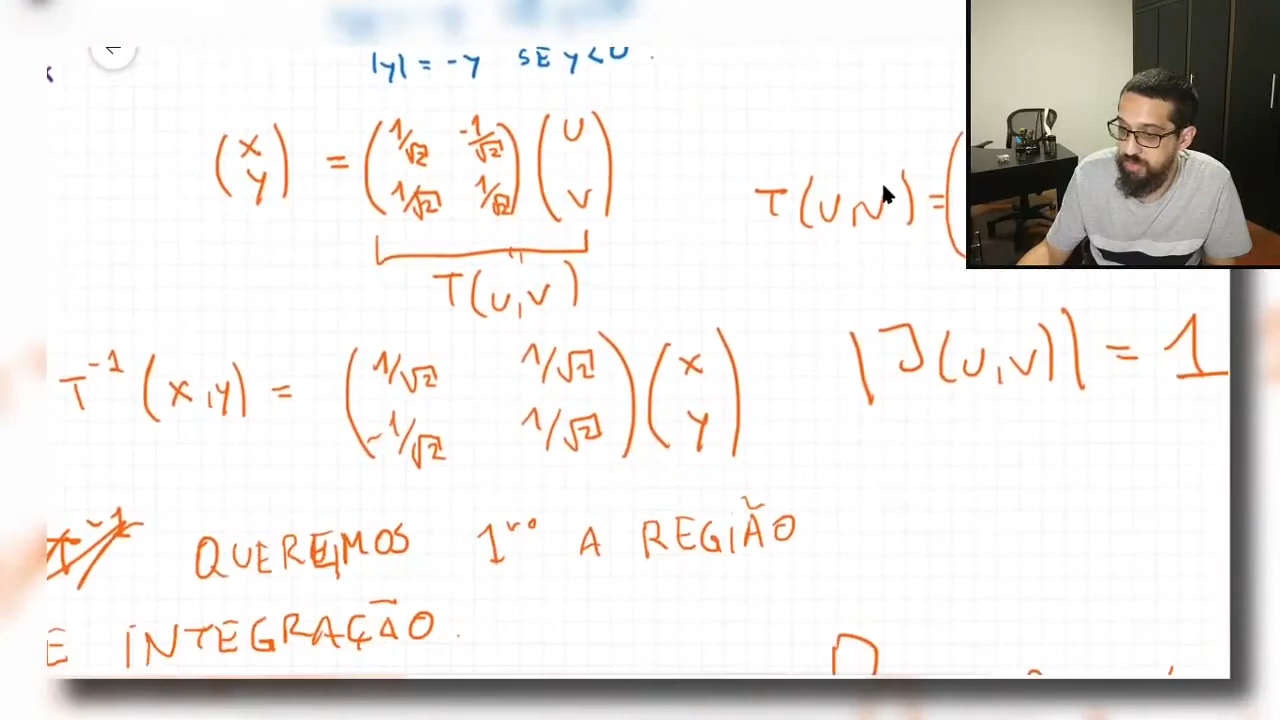 |y| = -y SE y<0.
(x y) = (1/√2 -1/√2 1/√2 1/√2) (U V)
T(U,V) = (
T(U,V)
T⁻¹(x,y) = (1/√2 1/√2 -1/√2 1/√2) (x y)
|J(U,V)| = 1
QUEREMOS 1ro A REGIÃO
E INTEGRAÇÃO.
D